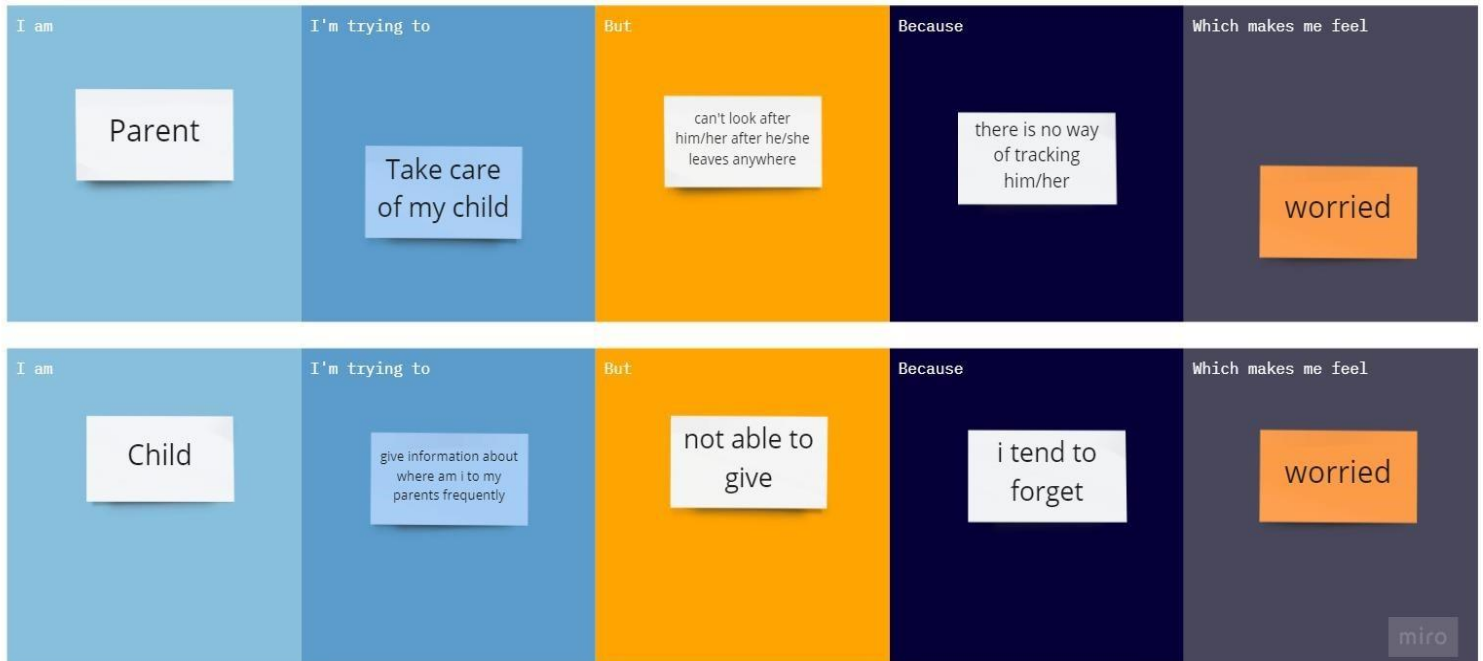 I am
I'm trying to
But
Because
Which makes me feel
Parent
Take care
of my child
can't look after
him/her after he/she
leaves anywhere
there is no way
of tracking
him/her
worried
I am
I'm trying to
But
Because
Which makes me feel
Child
give information about
where am i to my
parents frequently
not able to
give
i tend to
forget
worried
miro